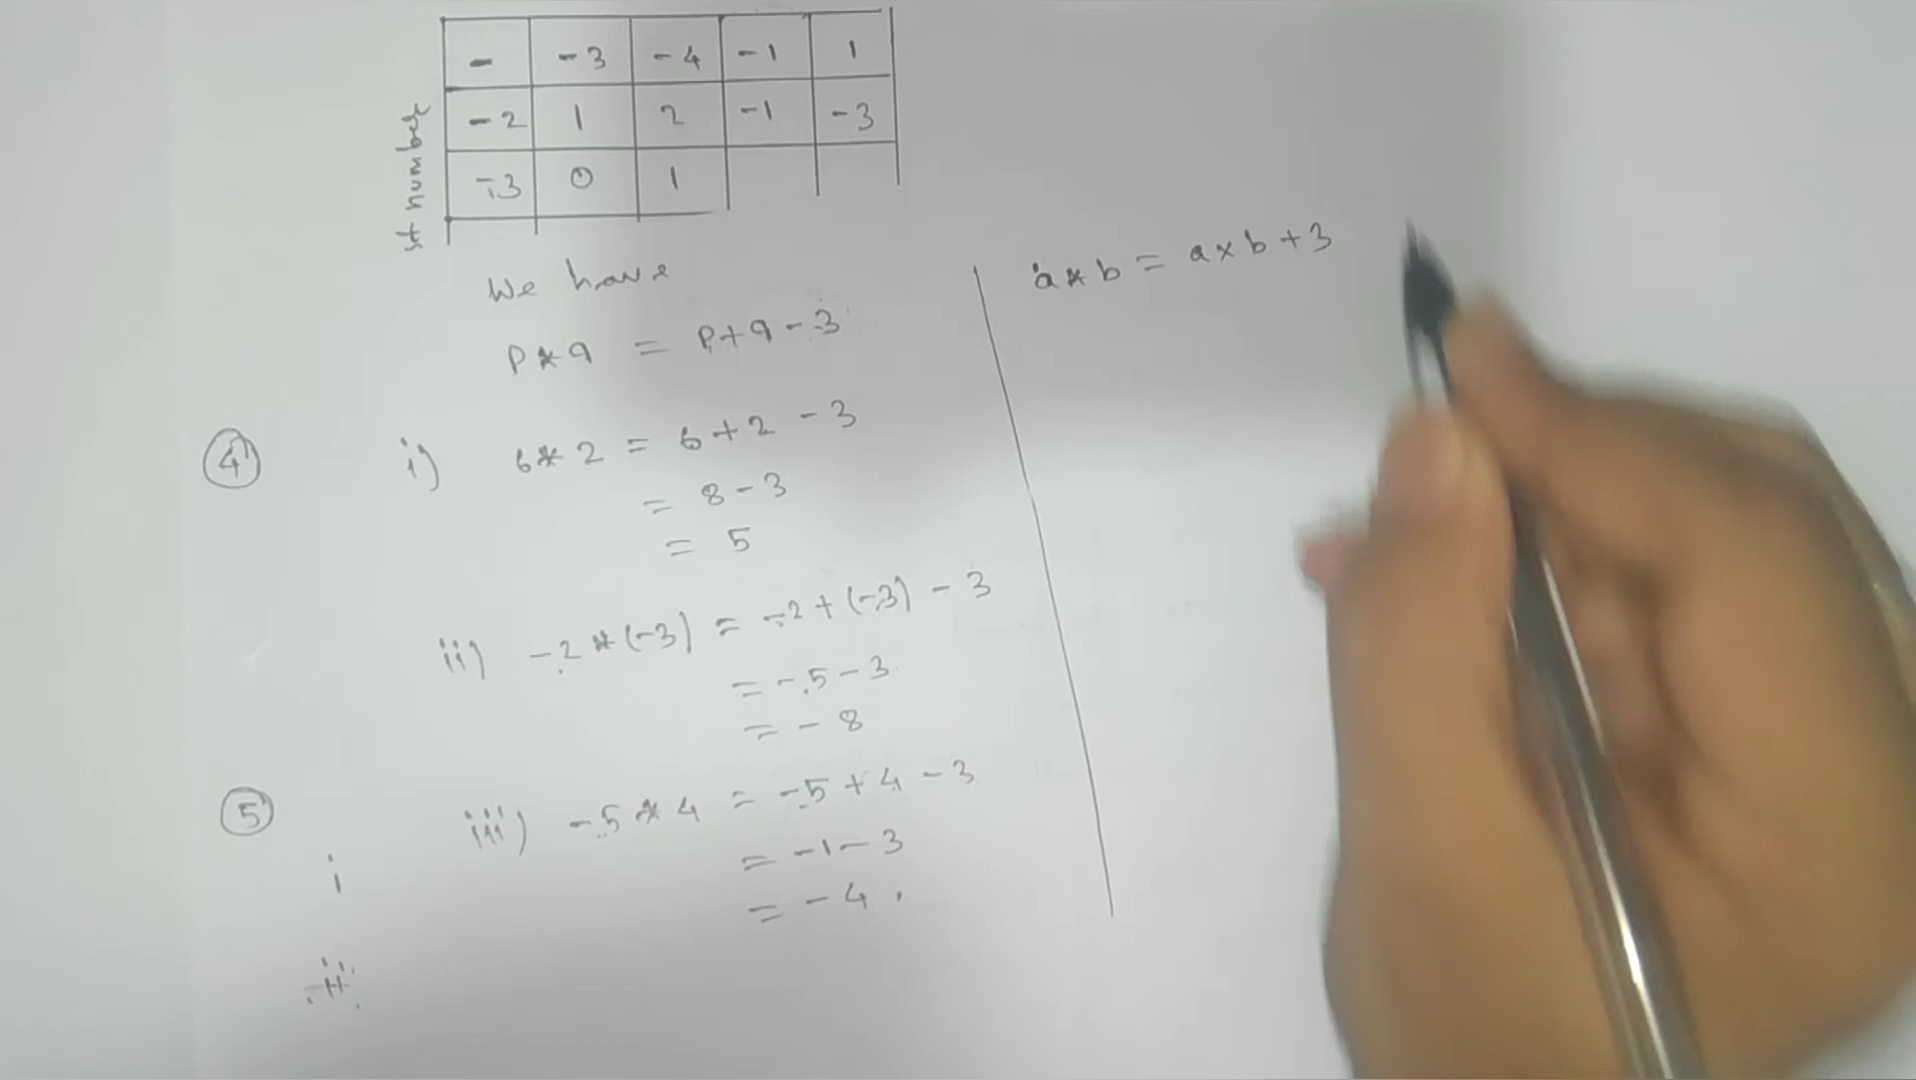 - -3 -4 -1 1
-2 1 2 -1 -3
-3 0 1
st number
We have
p*q = p+q-3
4 i) 6*2 = 6+2-3
= 8-3
= 5
ii) -2*(-3) = -2+(-3)-3
= -5-3
= -8
5 iii) -5*4 = -5+4-3
= -1-3
= -4.
i
ii
a*b = a×b+3